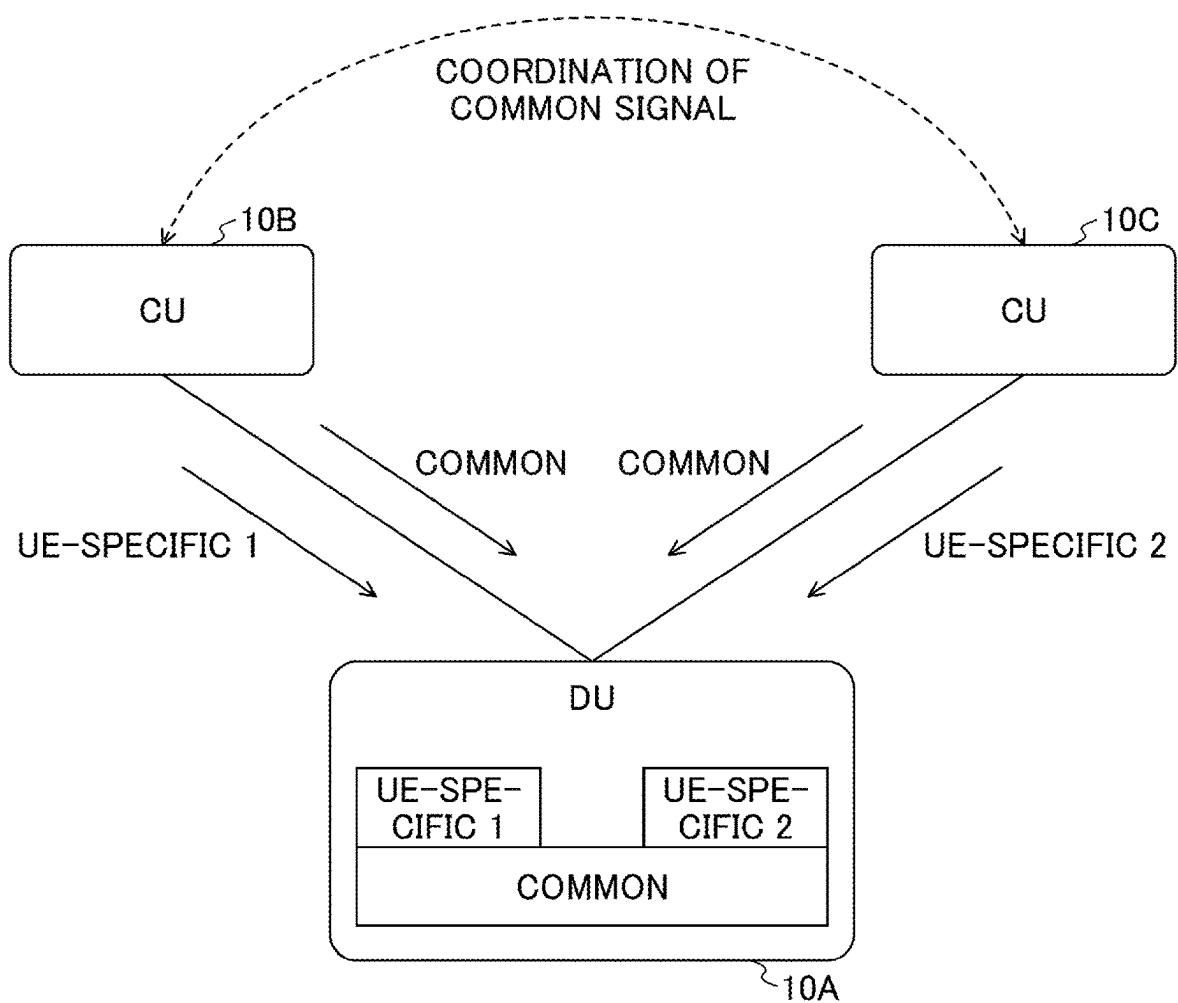 COORDINATION OF
COMMON SIGNAL
10B
10C
CU
CU
COMMON
COMMON
UE-SPECIFIC 1
UE-SPECIFIC 2
DU
UE-SPE-
CIFIC 1
UE-SPE-
CIFIC 2
COMMON
10A